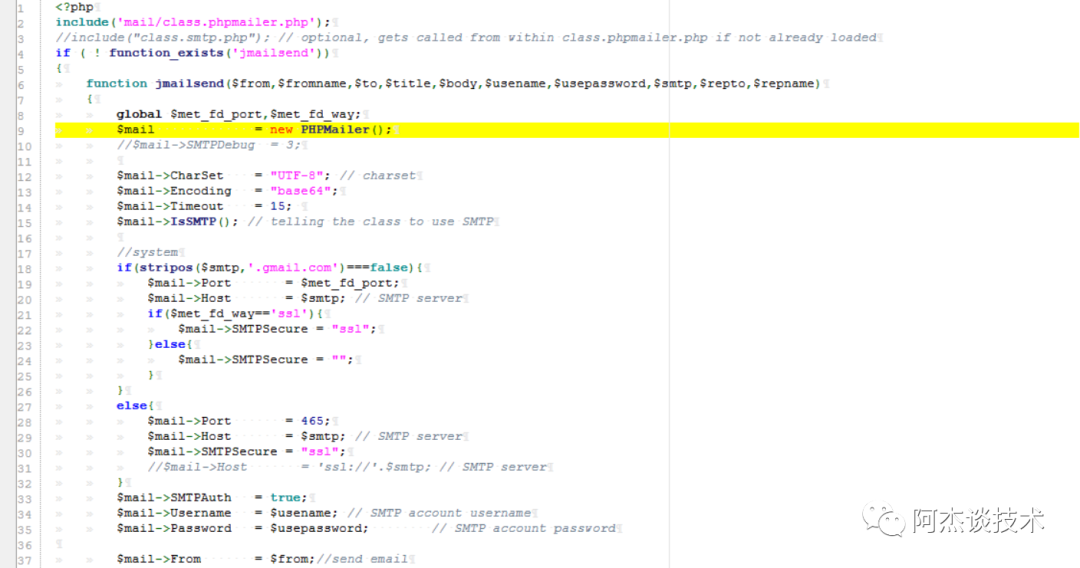 1 <?php
2 include('mail/class.phpmailer.php');
3 //include("class.smtp.php"); // optional, gets called from within class.phpmailer.php if not already loaded
4 if ( ! function_exists('jmailsend'))
5 {
6 function jmailsend($from,$fromname,$to,$title,$body,$usename,$usepassword,$smtp,$repto,$repname)
7 {
8 global $met_fd_port,$met_fd_way;
9 $mail = new PHPMailer();
10 //$mail->SMTPDebug = 3;
11
12 $mail->CharSet = "UTF-8"; // charset
13 $mail->Encoding = "base64";
14 $mail->Timeout = 15;
15 $mail->IsSMTP(); // telling the class to use SMTP
16
17 //system
18 if(stripos($smtp,'.gmail.com')===false){
19 $mail->Port = $met_fd_port;
20 $mail->Host = $smtp; // SMTP server
21 if($met_fd_way=='ssl'){
22 $mail->SMTPSecure = "ssl";
23 }else{
24 $mail->SMTPSecure = "";
25 }
26 }
27 else{
28 $mail->Port = 465;
29 $mail->Host = $smtp; // SMTP server
30 $mail->SMTPSecure = "ssl";
31 //$mail->Host = 'ssl://'.$smtp; // SMTP server
32 }
33 $mail->SMTPAuth = true;
34 $mail->Username = $usename; // SMTP account username
35 $mail->Password = $usepassword; // SMTP account password
36
37 $mail->From = $from;//send email
阿杰谈技术